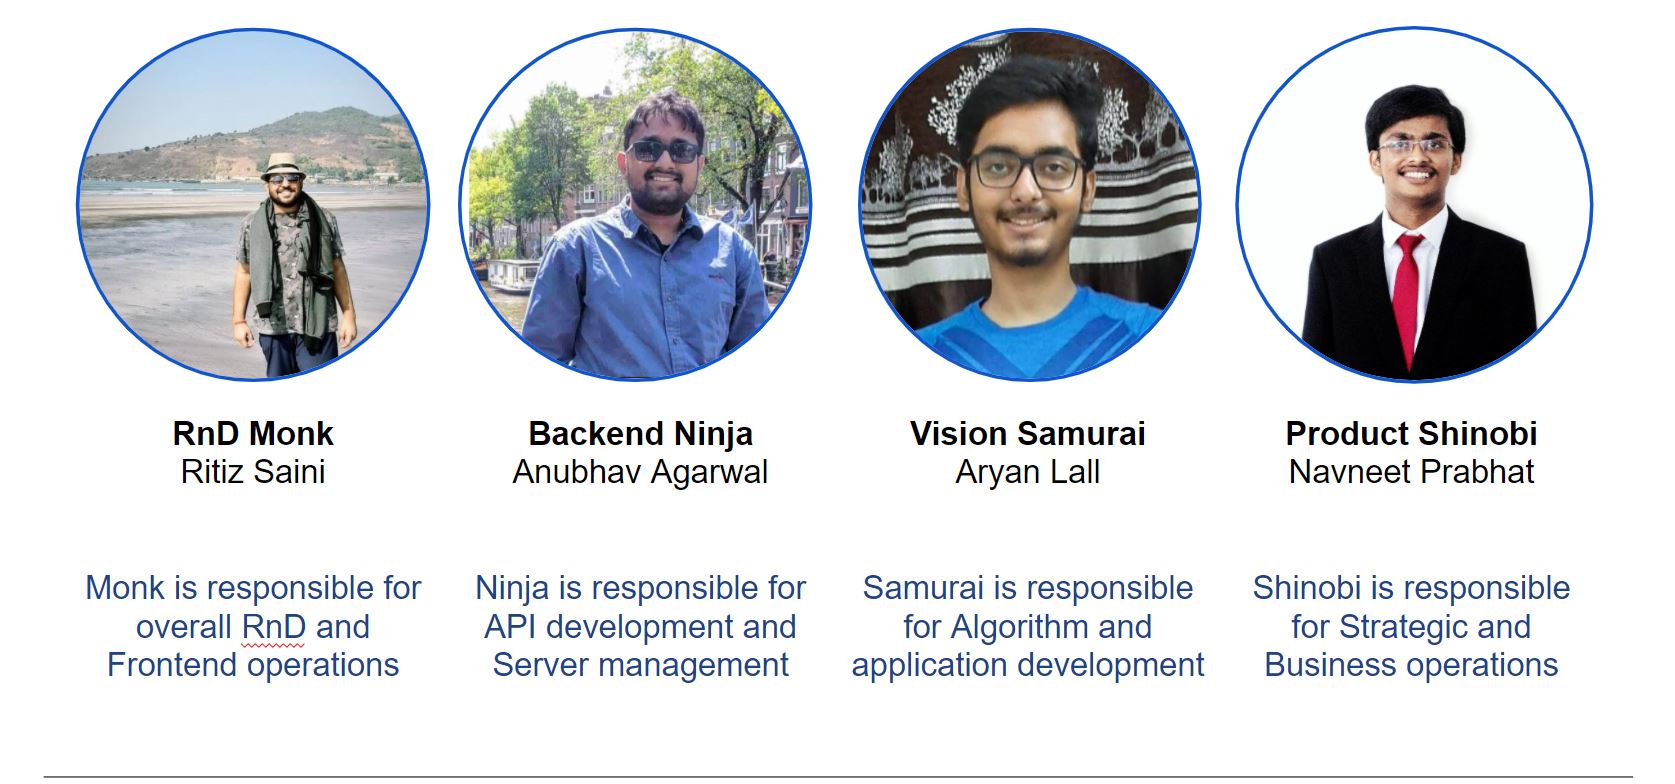 RnD Monk
Ritiz Saini
Monk is responsible for
overall RnD and
Frontend operations
Backend Ninja
Anubhav Agarwal
Ninja is responsible for
API development and
Server management
Vision Samurai
Aryan Lall
Samurai is responsible
for Algorithm and
application development
Product Shinobi
Navneet Prabhat
Shinobi is responsible
for Strategic and
Business operations